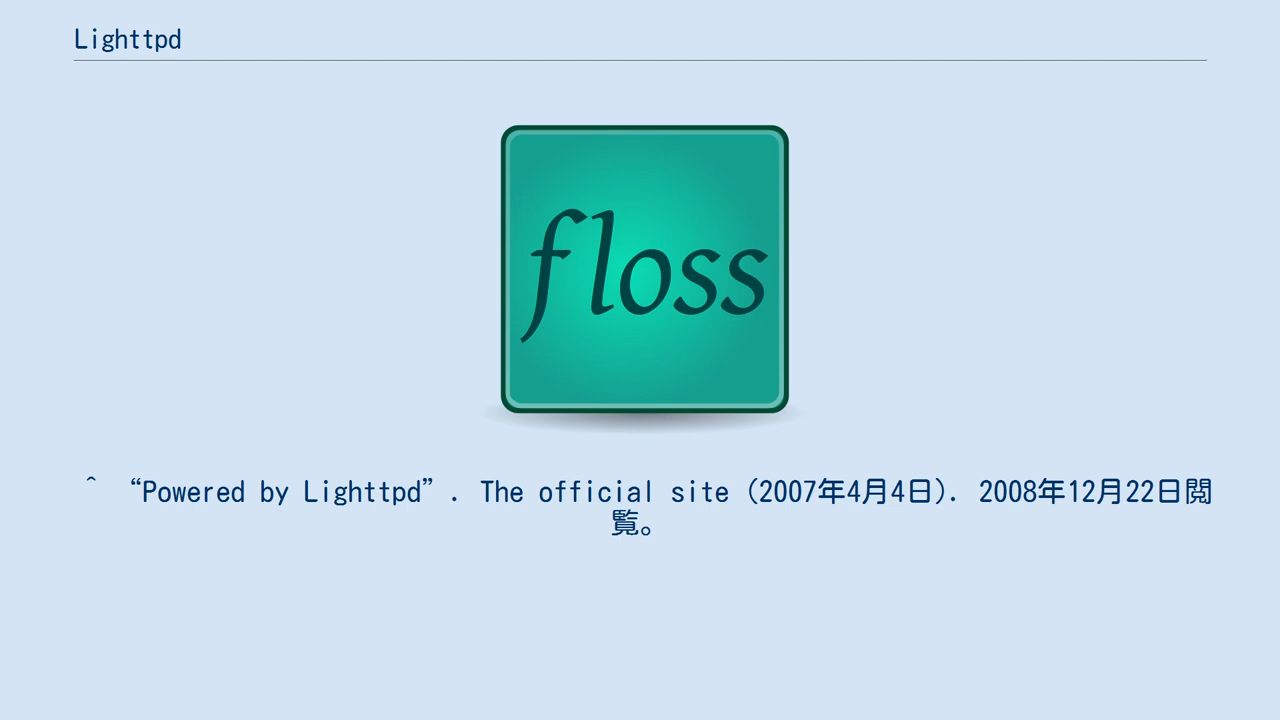 Lighttpd
floss
^ “Powered by Lighttpd”. The official site (2007年4月4日). 2008年12月22日閲
覧。